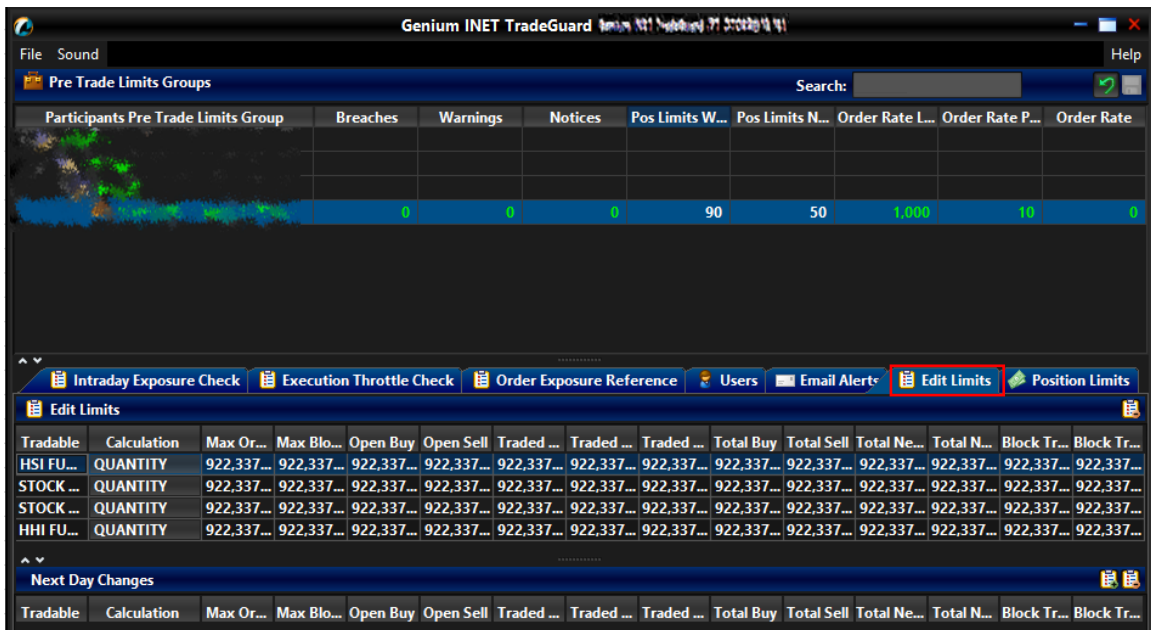 Genium INET TradeGuard
File Sound Help
Pre Trade Limits Groups Search:
Participants Pre Trade Limits Group Breaches Warnings Notices Pos Limits W... Pos Limits N... Order Rate L... Order Rate P... Order Rate
0 0 0 90 50 1,000 10 0
Intraday Exposure Check Execution Throttle Check Order Exposure Reference Users Email Alerts Edit Limits Position Limits
Edit Limits
Tradable Calculation Max Or... Max Blo... Open Buy Open Sell Traded ... Traded ... Traded ... Total Buy Total Sell Total Ne... Total N... Block Tr... Block Tr...
HSI FU... QUANTITY 922,337... 922,337... 922,337... 922,337... 922,337... 922,337... 922,337... 922,337... 922,337... 922,337... 922,337... 922,337... 922,337...
STOCK ... QUANTITY 922,337... 922,337... 922,337... 922,337... 922,337... 922,337... 922,337... 922,337... 922,337... 922,337... 922,337... 922,337... 922,337...
STOCK ... QUANTITY 922,337... 922,337... 922,337... 922,337... 922,337... 922,337... 922,337... 922,337... 922,337... 922,337... 922,337... 922,337... 922,337...
HHI FU... QUANTITY 922,337... 922,337... 922,337... 922,337... 922,337... 922,337... 922,337... 922,337... 922,337... 922,337... 922,337... 922,337... 922,337...
Next Day Changes
Tradable Calculation Max Or... Max Blo... Open Buy Open Sell Traded ... Traded ... Traded ... Total Buy Total Sell Total Ne... Total N... Block Tr... Block Tr...